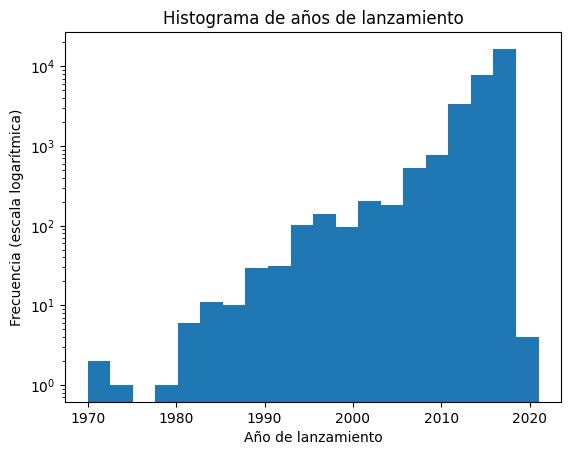 Histograma de años de lanzamiento
Frecuencia (escala logarítmica)
10⁴
10³
10²
10¹
10⁰
1970 1980 1990 2000 2010 2020
Año de lanzamiento